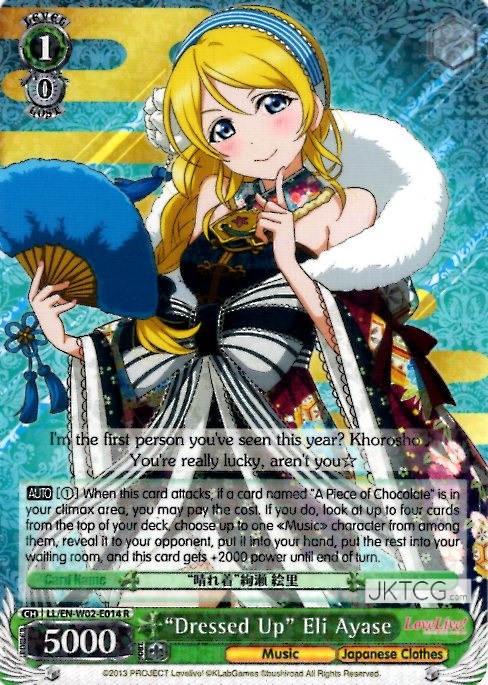 LEVEL
1
0
COST
I'm the first person you've seen this year? Khorosho
You're really lucky, aren't you☆
AUTO [①] When this card attacks, if a card named "A Piece of Chocolate" is in
your climax area, you may pay the cost. If you do, look at up to four cards
from the top of your deck, choose up to one «Music» character from among
them, reveal it to your opponent, put it into your hand, put the rest into your
waiting room, and this card gets +2000 power until end of turn.
Card Name
“晴れ着”絢瀬 絵里
JKTCG.com
CH LL/EN-W02-E014 R
POWER
5000
“Dressed Up” Eli Ayase
LoveLive!
Music
Japanese Clothes
©2013 PROJECT Lovelive! ©KLabGames ©bushiroad All Rights Reserved.